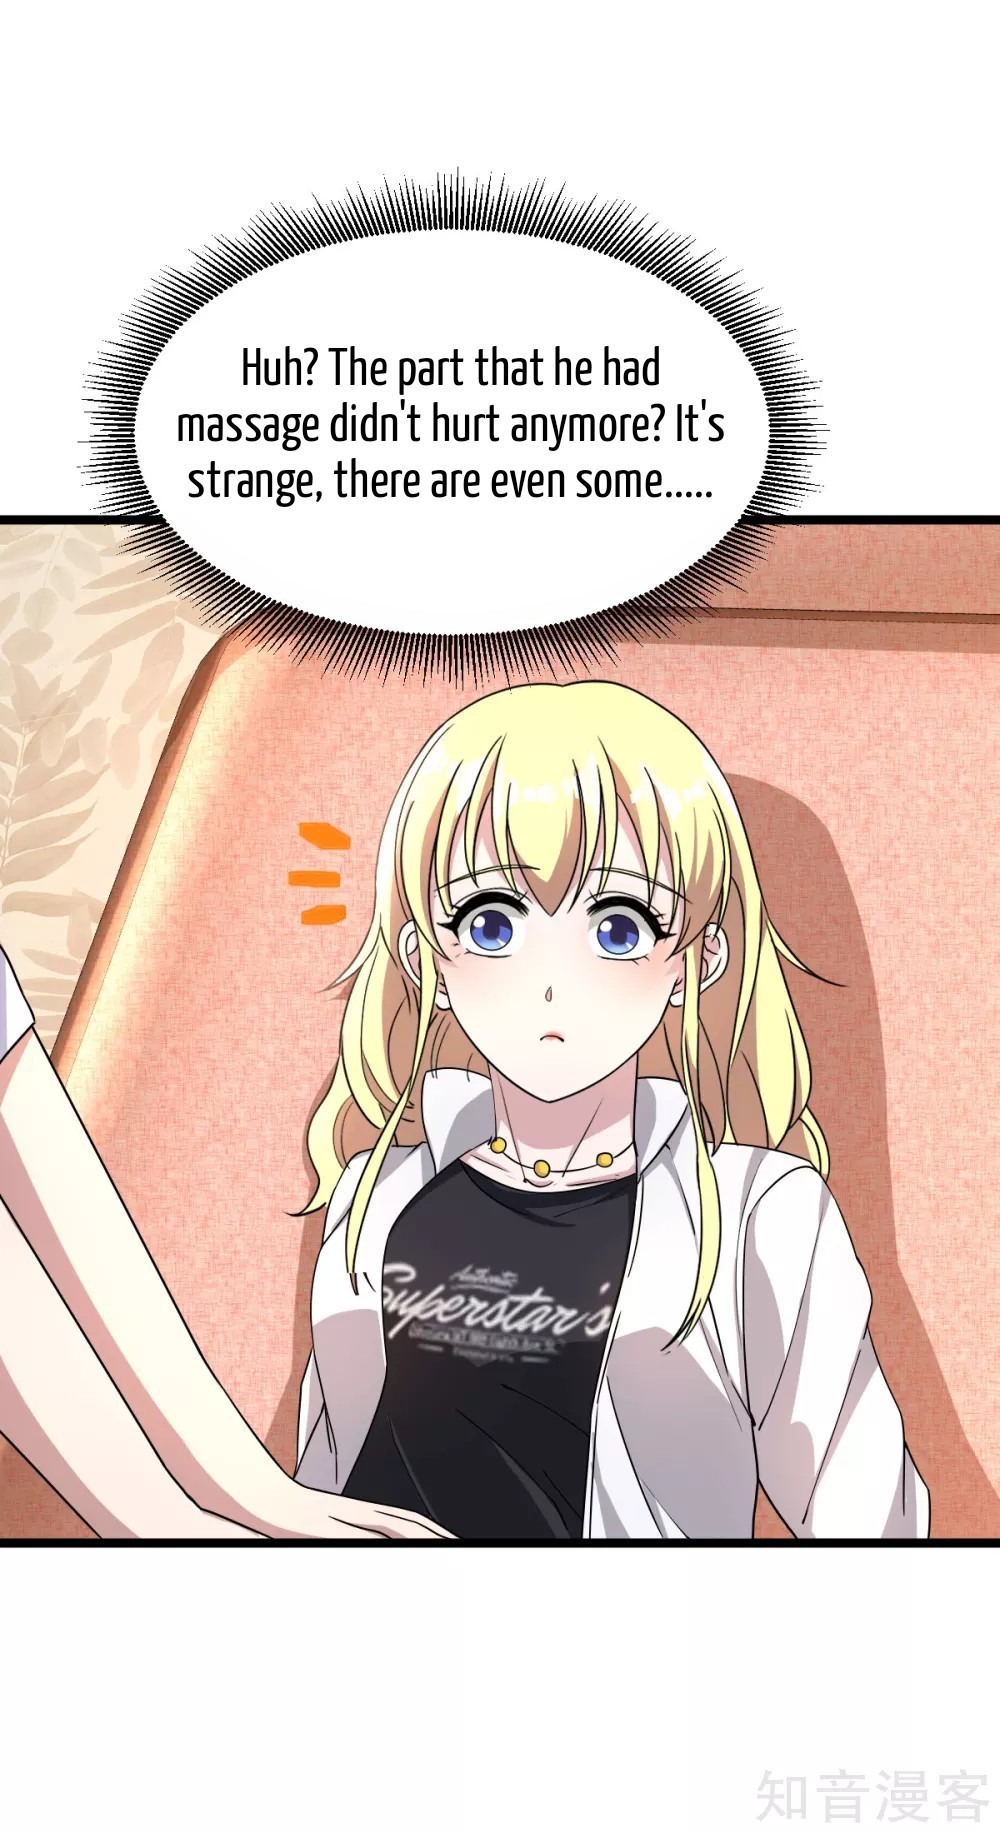 Huh? The part that he had
massage didn't hurt anymore? It's
strange, there are even some.....
Authentic
Superstar's
知音漫客